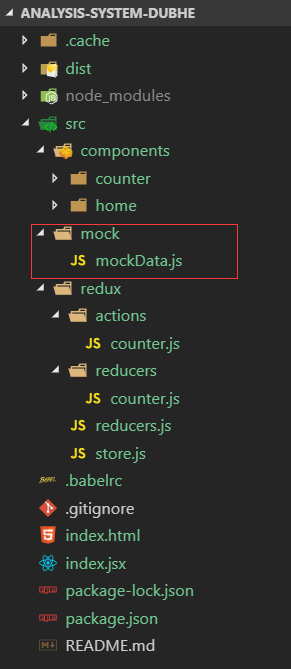 ANALYSIS-SYSTEM-DUBHE
.cache
dist
node_modules
src
components
counter
home
mock
JS mockData.js
redux
actions
JS counter.js
reducers
JS counter.js
JS reducers.js
JS store.js
.babelrc
.gitignore
index.html
index.jsx
package-lock.json
package.json
README.md